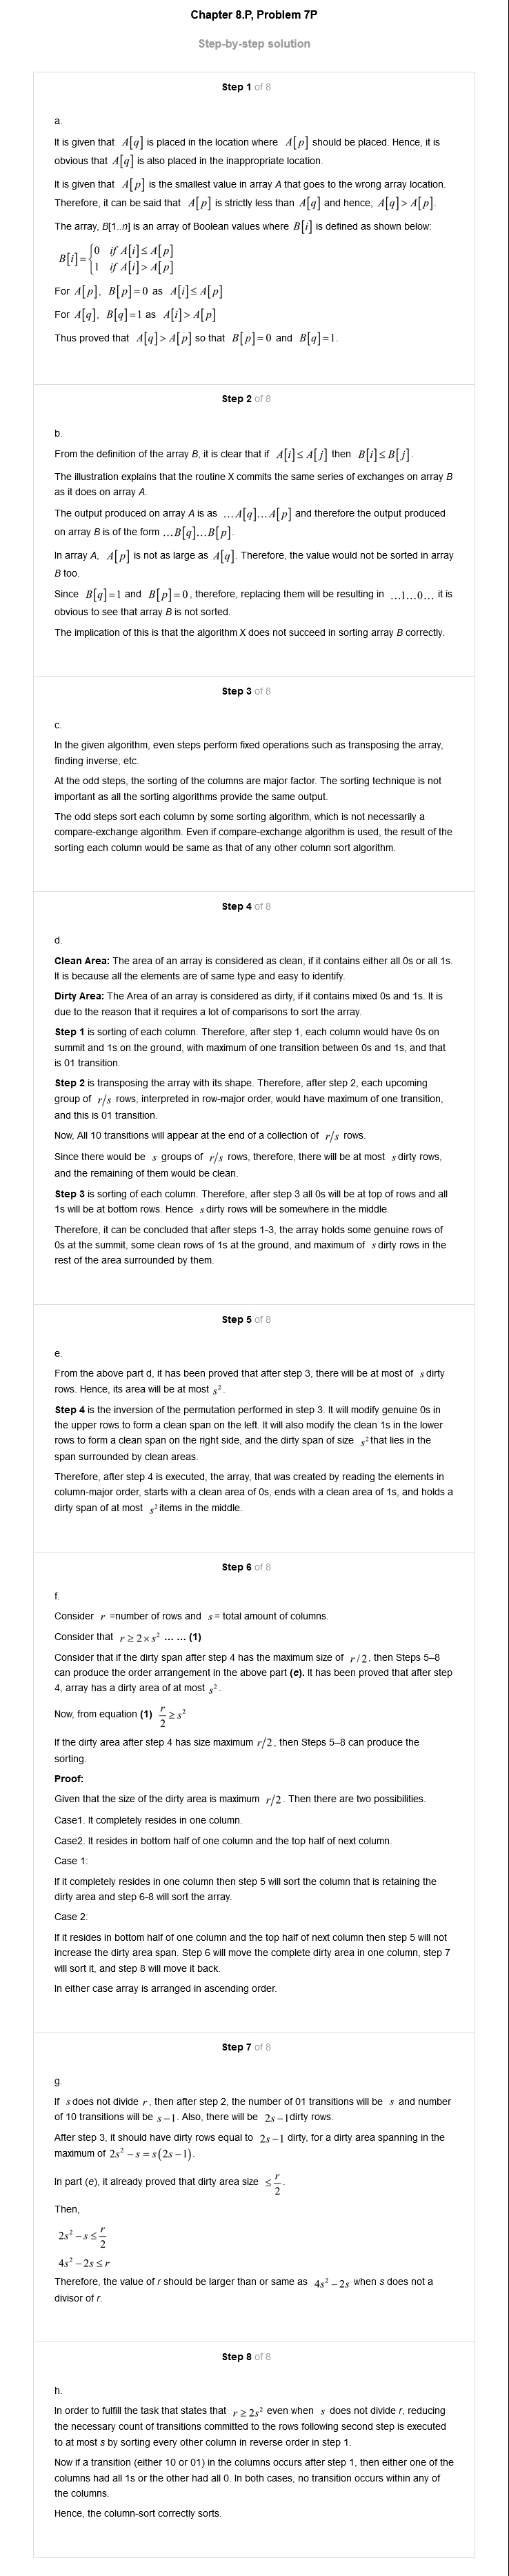 Chapter 8.P, Problem 7P
Step-by-step solution
Step 1 of 8
a.
It is given that A[q] is placed in the location where A[p] should be placed. Hence, it is
obvious that A[q] is also placed in the inappropriate location.
It is given that A[p] is the smallest value in array A that goes to the wrong array location.
Therefore, it can be said that A[p] is strictly less than A[q] and hence, A[q] > A[p].
The array, B[1..n] is an array of Boolean values where B[i] is defined as shown below:
B[i] = {0 if A[i] ≤ A[p]
1 if A[i] > A[p]
For A[p], B[p] = 0 as A[i] ≤ A[p]
For A[q], B[q] = 1 as A[i] > A[p]
Thus proved that A[q] > A[p] so that B[p] = 0 and B[q] = 1.
Step 2 of 8
b.
From the definition of the array B, it is clear that if A[i] ≤ A[j] then B[i] ≤ B[j].
The illustration explains that the routine X commits the same series of exchanges on array B
as it does on array A.
The output produced on array A is as …A[q]…A[p] and therefore the output produced
on array B is of the form …B[q]…B[p].
In array A, A[p] is not as large as A[q]. Therefore, the value would not be sorted in array
B too.
Since B[q] = 1 and B[p] = 0, therefore, replacing them will be resulting in …1…0… it is
obvious to see that array B is not sorted.
The implication of this is that the algorithm X does not succeed in sorting array B correctly.
Step 3 of 8
c.
In the given algorithm, even steps perform fixed operations such as transposing the array,
finding inverse, etc.
At the odd steps, the sorting of the columns are major factor. The sorting technique is not
important as all the sorting algorithms provide the same output.
The odd steps sort each column by some sorting algorithm, which is not necessarily a
compare-exchange algorithm. Even if compare-exchange algorithm is used, the result of the
sorting each column would be same as that of any other column sort algorithm.
Step 4 of 8
d.
Clean Area: The area of an array is considered as clean, if it contains either all 0s or all 1s.
It is because all the elements are of same type and easy to identify.
Dirty Area: The Area of an array is considered as dirty, if it contains mixed 0s and 1s. It is
due to the reason that it requires a lot of comparisons to sort the array.
Step 1 is sorting of each column. Therefore, after step 1, each column would have 0s on
summit and 1s on the ground, with maximum of one transition between 0s and 1s, and that
is 01 transition.
Step 2 is transposing the array with its shape. Therefore, after step 2, each upcoming
group of r/s rows, interpreted in row-major order, would have maximum of one transition,
and this is 01 transition.
Now, All 10 transitions will appear at the end of a collection of r/s rows.
Since there would be s groups of r/s rows, therefore, there will be at most s dirty rows,
and the remaining of them would be clean.
Step 3 is sorting of each column. Therefore, after step 3 all 0s will be at top of rows and all
1s will be at bottom rows. Hence s dirty rows will be somewhere in the middle.
Therefore, it can be concluded that after steps 1-3, the array holds some genuine rows of
0s at the summit, some clean rows of 1s at the ground, and maximum of s dirty rows in the
rest of the area surrounded by them.
Step 5 of 8
e.
From the above part d, it has been proved that after step 3, there will be at most of s dirty
rows. Hence, its area will be at most s².
Step 4 is the inversion of the permutation performed in step 3. It will modify genuine 0s in
the upper rows to form a clean span on the left. It will also modify the clean 1s in the lower
rows to form a clean span on the right side, and the dirty span of size s² that lies in the
span surrounded by clean areas.
Therefore, after step 4 is executed, the array, that was created by reading the elements in
column-major order, starts with a clean area of 0s, ends with a clean area of 1s, and holds a
dirty span of at most s² items in the middle.
Step 6 of 8
f.
Consider r =number of rows and s = total amount of columns.
Consider that r ≥ 2 × s² … … (1)
Consider that if the dirty span after step 4 has the maximum size of r/2, then Steps 5–8
can produce the order arrangement in the above part (e). It has been proved that after step
4, array has a dirty area of at most s².
Now, from equation (1) r/2 ≥ s²
If the dirty area after step 4 has size maximum r/2, then Steps 5–8 can produce the
sorting.
Proof:
Given that the size of the dirty area is maximum r/2. Then there are two possibilities.
Case1. It completely resides in one column.
Case2. It resides in bottom half of one column and the top half of next column.
Case 1:
If it completely resides in one column then step 5 will sort the column that is retaining the
dirty area and step 6-8 will sort the array.
Case 2:
If it resides in bottom half of one column and the top half of next column then step 5 will not
increase the dirty area span. Step 6 will move the complete dirty area in one column, step 7
will sort it, and step 8 will move it back.
In either case array is arranged in ascending order.
Step 7 of 8
g.
If s does not divide r, then after step 2, the number of 01 transitions will be s and number
of 10 transitions will be s−1. Also, there will be 2s−1 dirty rows.
After step 3, it should have dirty rows equal to 2s−1 dirty, for a dirty area spanning in the
maximum of 2s² − s = s(2s−1).
In part (e), it already proved that dirty area size ≤ r/2.
Then,
2s² − s ≤ r/2
4s² − 2s ≤ r
Therefore, the value of r should be larger than or same as 4s² − 2s when s does not a
divisor of r.
Step 8 of 8
h.
In order to fulfill the task that states that r ≥ 2s² even when s does not divide r, reducing
the necessary count of transitions committed to the rows following second step is executed
to at most s by sorting every other column in reverse order in step 1.
Now if a transition (either 10 or 01) in the columns occurs after step 1, then either one of the
columns had all 1s or the other had all 0. In both cases, no transition occurs within any of
the columns.
Hence, the column-sort correctly sorts.